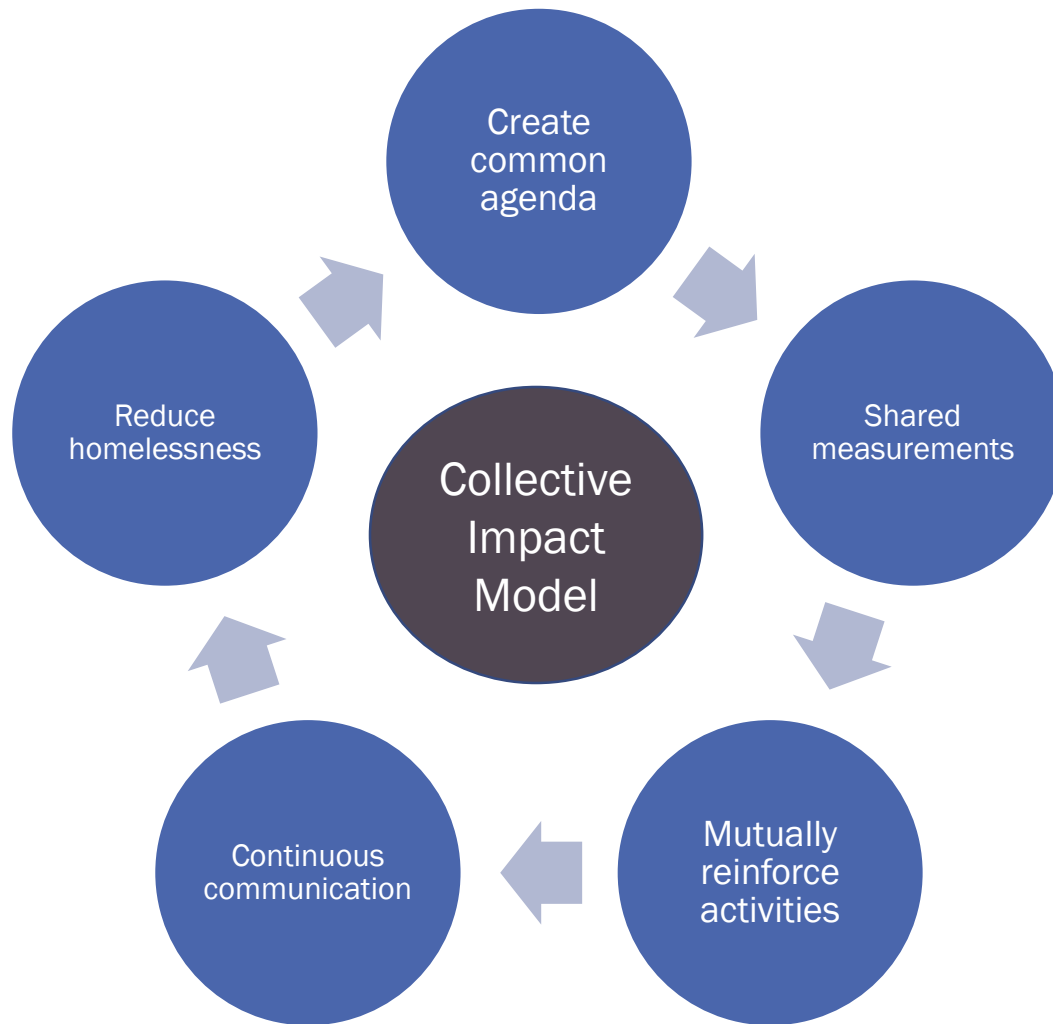 Create
common
agenda
Shared
measurements
Mutually
reinforce
activities
Continuous
communication
Reduce
homelessness
Collective
Impact
Model